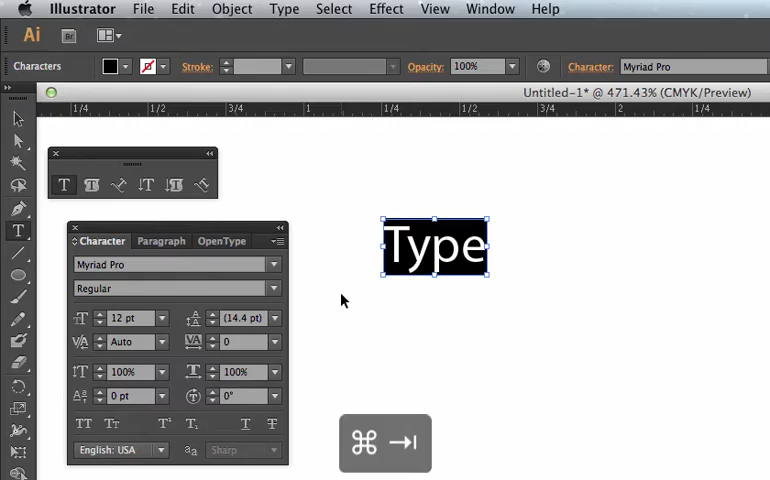 Illustrator File Edit Object Type Select Effect View Window Help
Ai Br
Characters Stroke: Opacity: 100% Character: Myriad Pro
Untitled-1* @ 471.43% (CMYK/Preview)
1/4 1/2 3/4 1 1/4 1/2 3/4 2 1/4
Type
Character Paragraph OpenType
Myriad Pro
Regular
12 pt (14.4 pt)
Auto 0
100% 100%
0 pt 0°
English: USA Sharp
⌘ ⇥